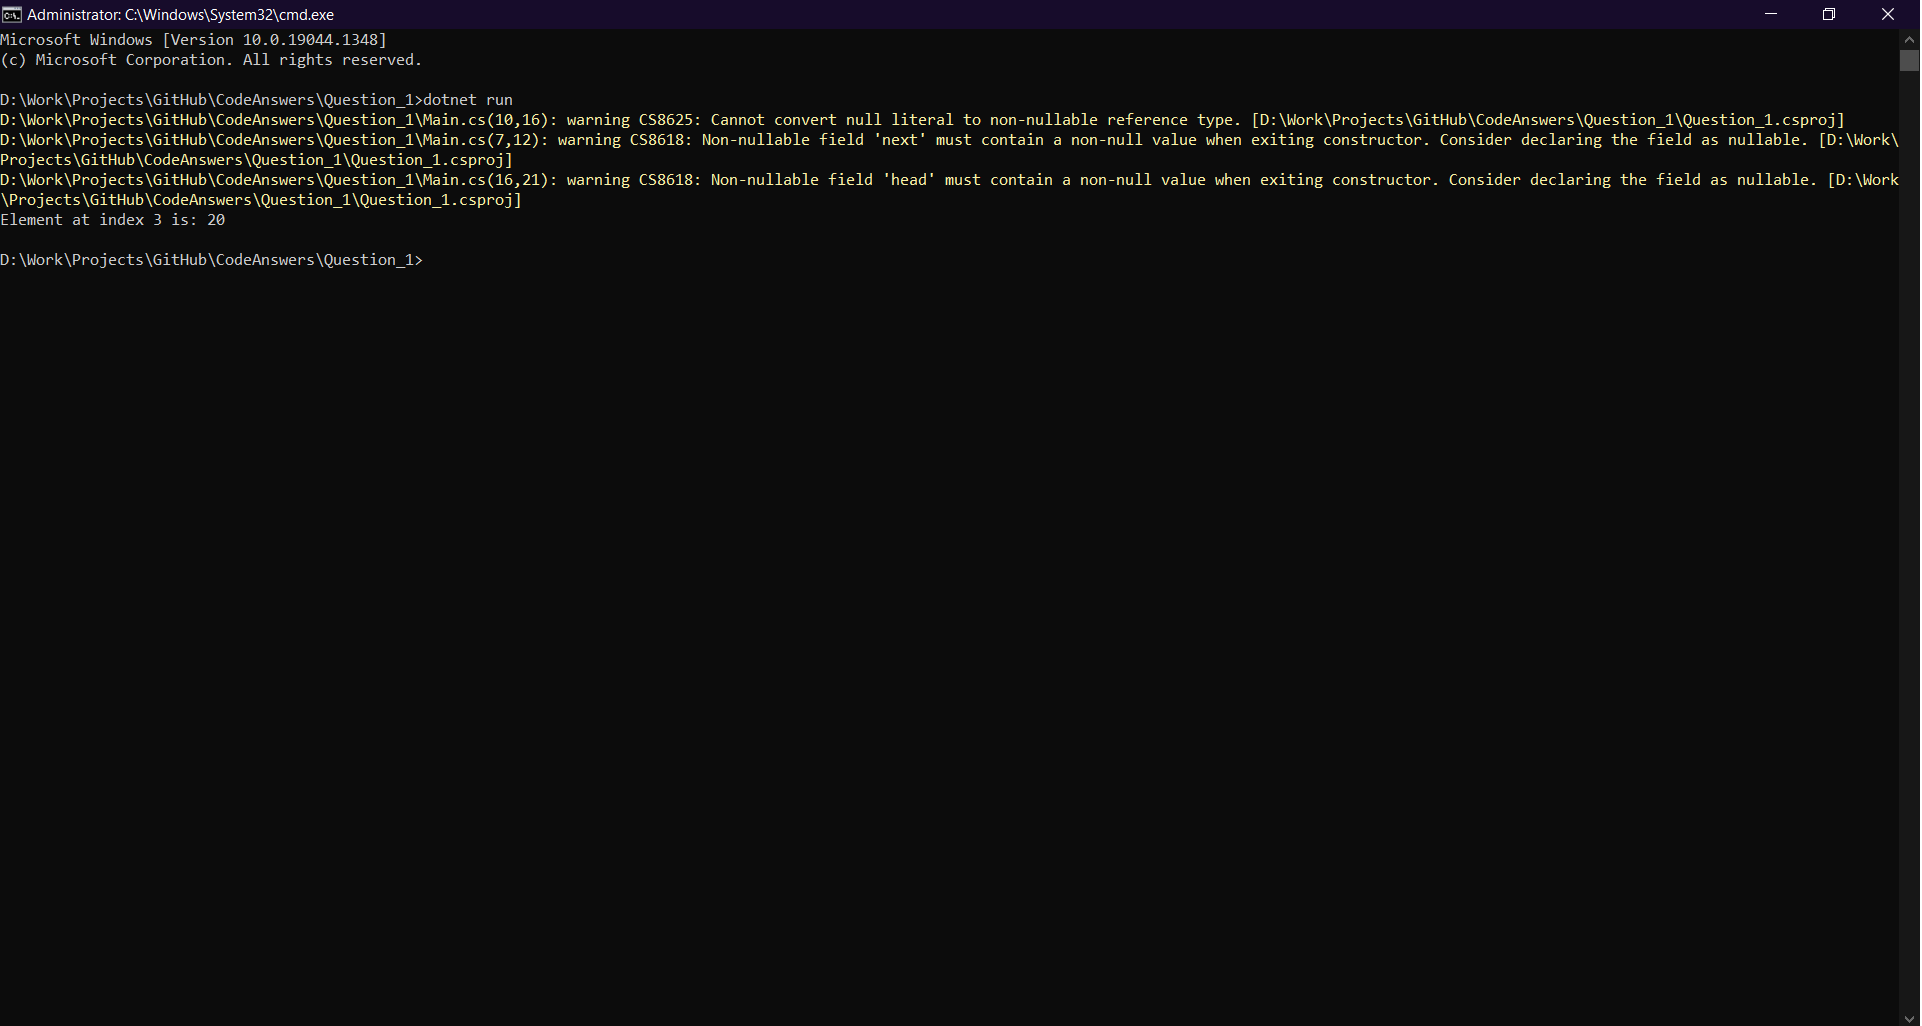 Administrator: C:\Windows\System32\cmd.exe
Microsoft Windows [Version 10.0.19044.1348]
(c) Microsoft Corporation. All rights reserved.
D:\Work\Projects\GitHub\CodeAnswers\Question_1>dotnet run
D:\Work\Projects\GitHub\CodeAnswers\Question_1\Main.cs(10,16): warning CS8625: Cannot convert null literal to non-nullable reference type. [D:\Work\Projects\GitHub\CodeAnswers\Question_1\Question_1.csproj]
D:\Work\Projects\GitHub\CodeAnswers\Question_1\Main.cs(7,12): warning CS8618: Non-nullable field 'next' must contain a non-null value when exiting constructor. Consider declaring the field as nullable. [D:\Work\
Projects\GitHub\CodeAnswers\Question_1\Question_1.csproj]
D:\Work\Projects\GitHub\CodeAnswers\Question_1\Main.cs(16,21): warning CS8618: Non-nullable field 'head' must contain a non-null value when exiting constructor. Consider declaring the field as nullable. [D:\Work
\Projects\GitHub\CodeAnswers\Question_1\Question_1.csproj]
Element at index 3 is: 20
D:\Work\Projects\GitHub\CodeAnswers\Question_1>